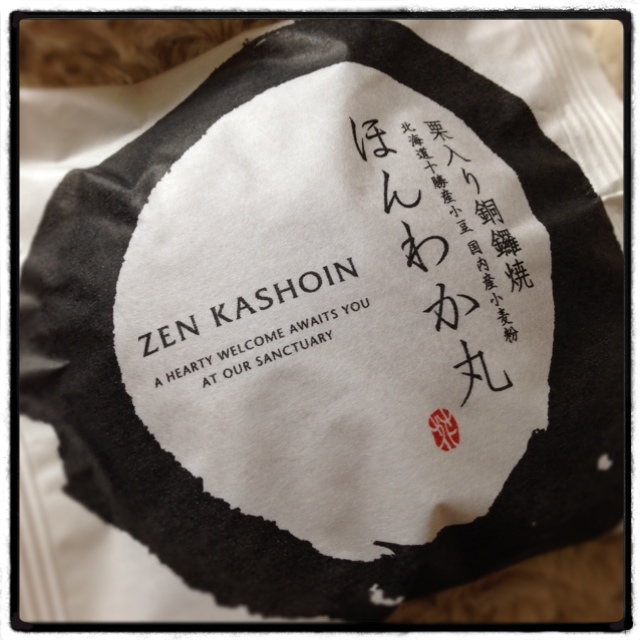 栗入り銅鑼焼
北海道十勝産小豆 国内産小麦粉
ほんわか丸
ZEN KASHOIN
A HEARTY WELCOME AWAITS YOU
AT OUR SANCTUARY